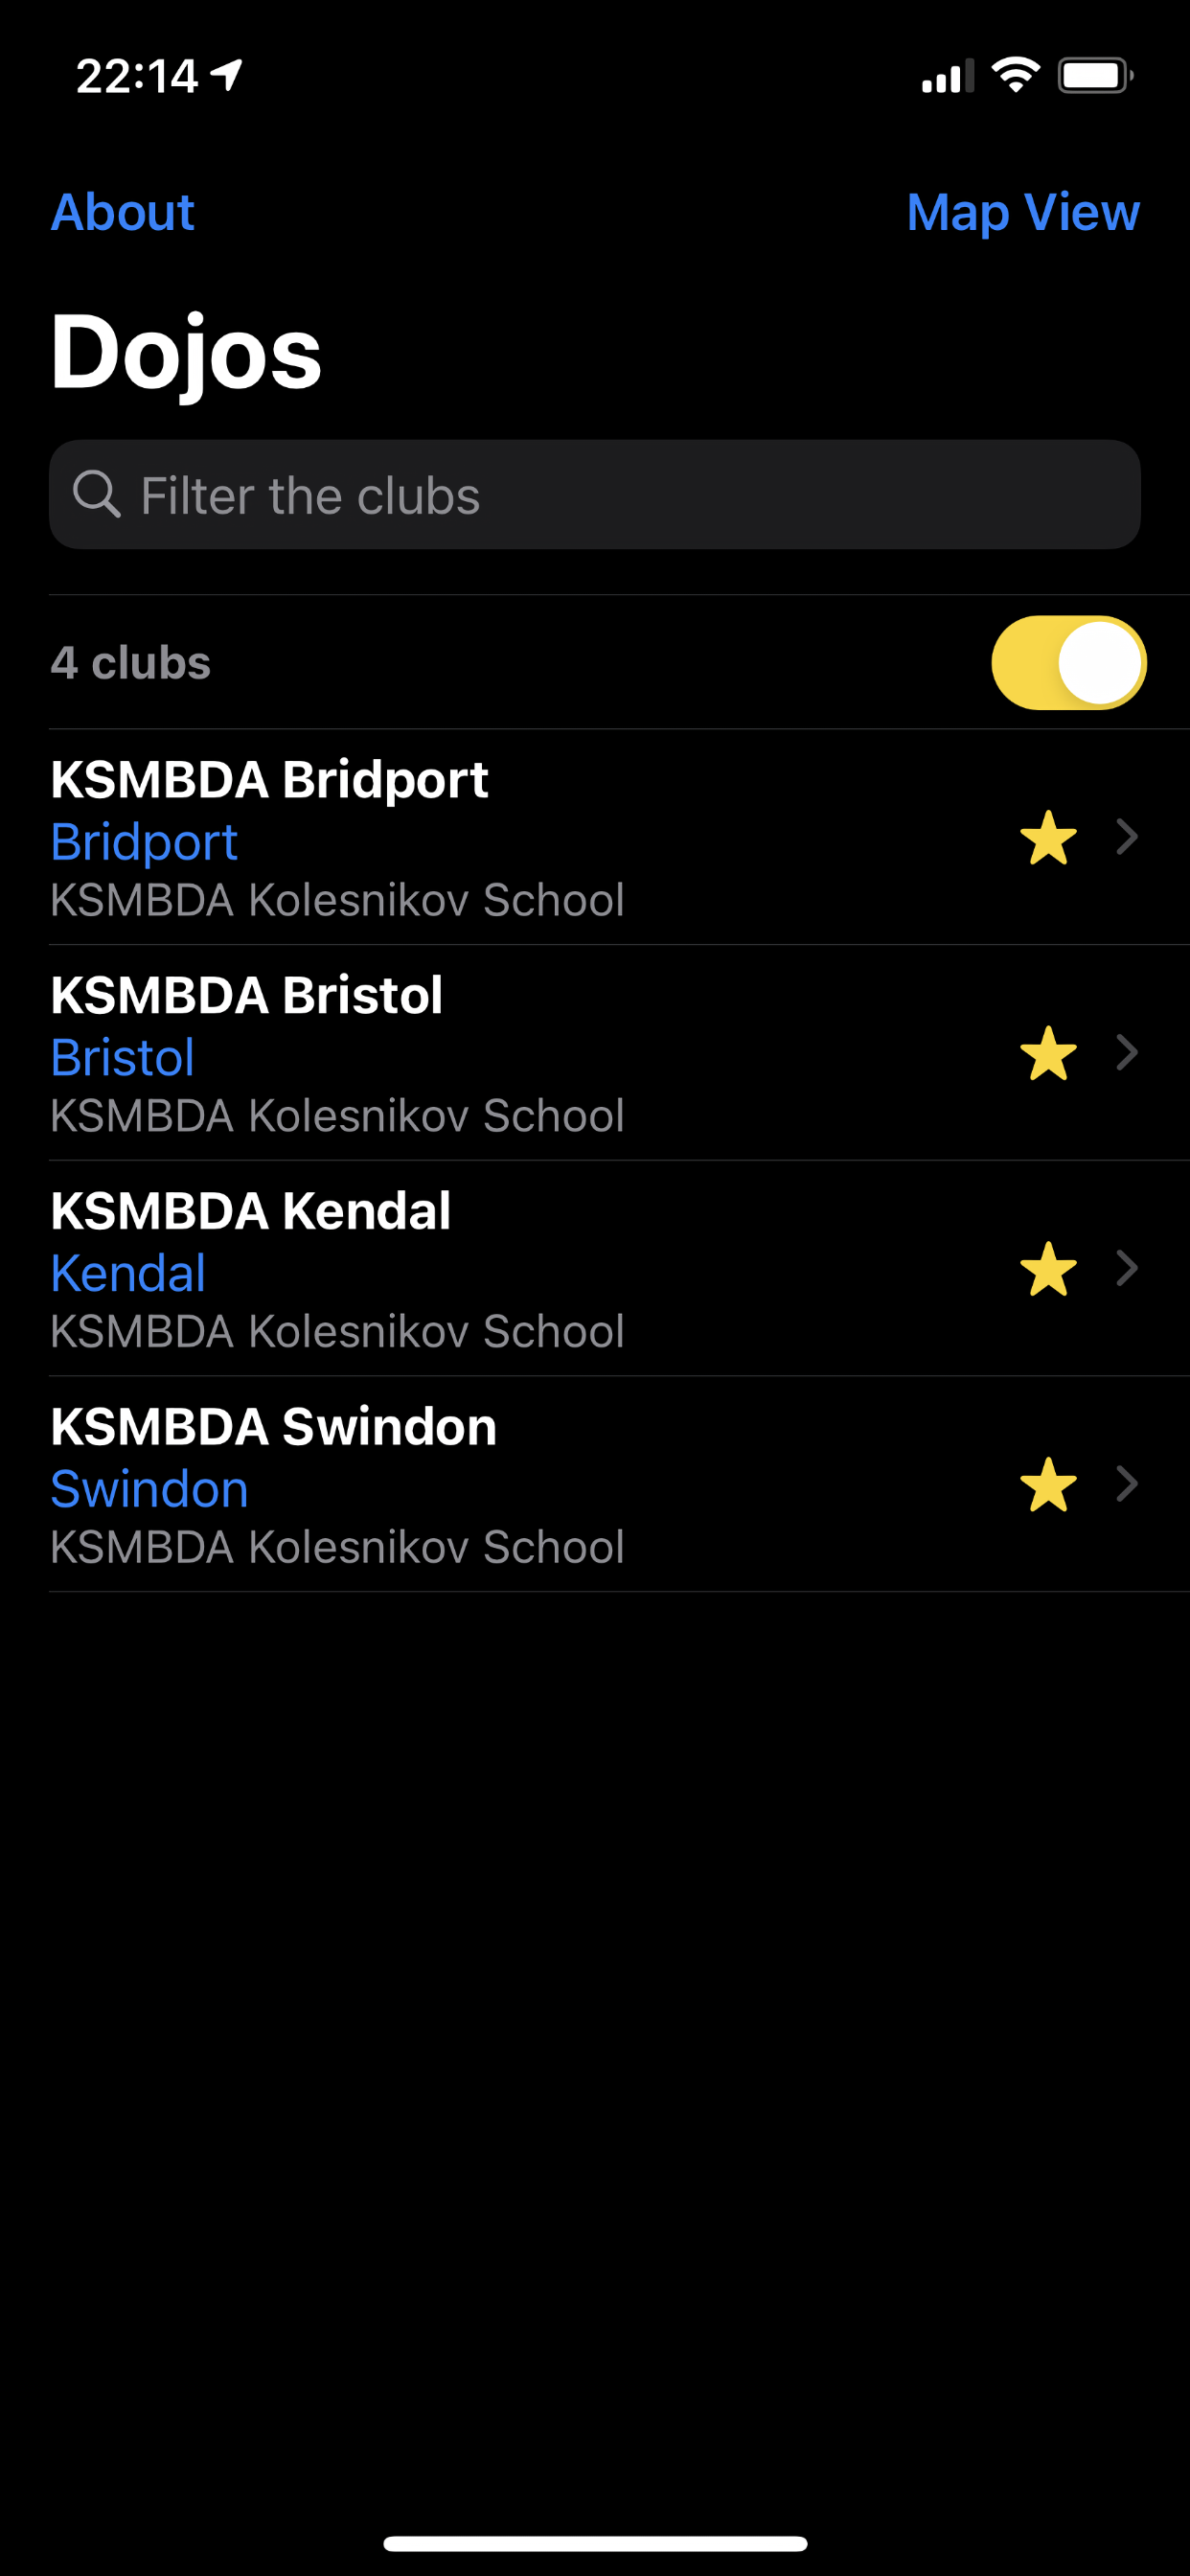 22:14
About
Map View
Dojos
Filter the clubs
4 clubs
KSMBDA Bridport
Bridport
KSMBDA Kolesnikov School
KSMBDA Bristol
Bristol
KSMBDA Kolesnikov School
KSMBDA Kendal
Kendal
KSMBDA Kolesnikov School
KSMBDA Swindon
Swindon
KSMBDA Kolesnikov School